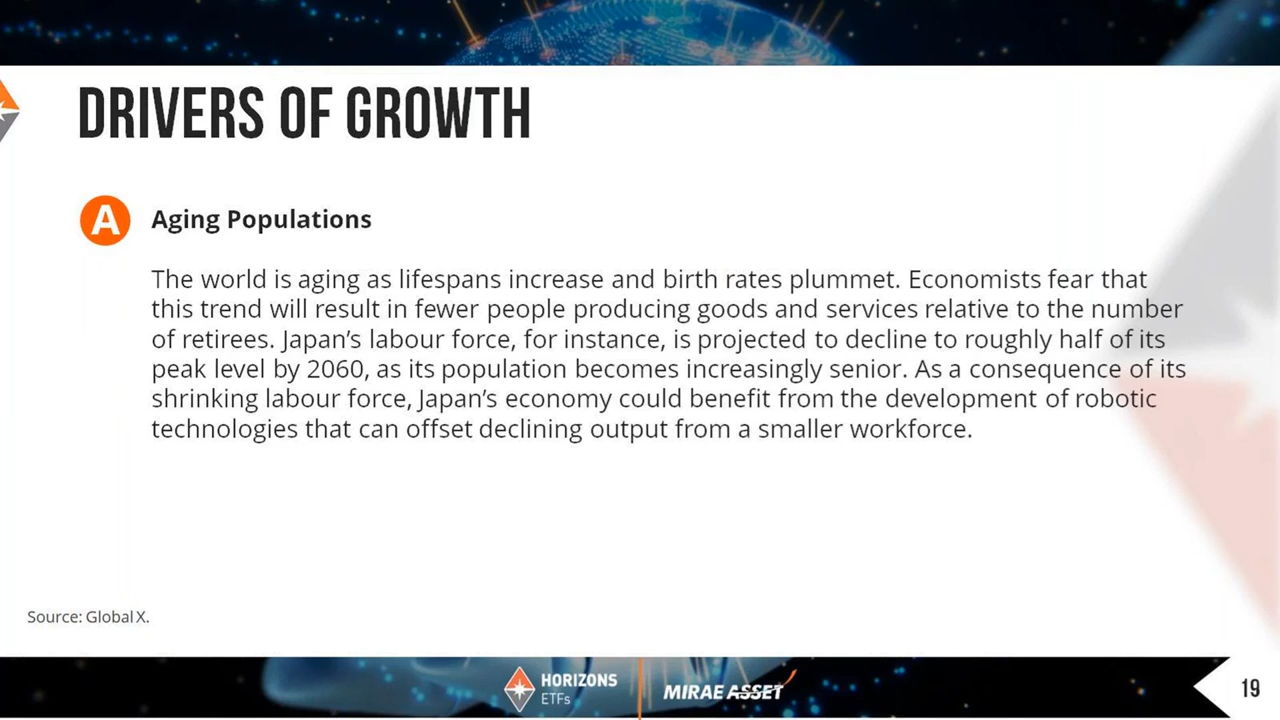 DRIVERS OF GROWTH
A
Aging Populations
The world is aging as lifespans increase and birth rates plummet. Economists fear that
this trend will result in fewer people producing goods and services relative to the number
of retirees. Japan’s labour force, for instance, is projected to decline to roughly half of its
peak level by 2060, as its population becomes increasingly senior. As a consequence of its
shrinking labour force, Japan’s economy could benefit from the development of robotic
technologies that can offset declining output from a smaller workforce.
Source: Global X.
HORIZONS
ETFs
MIRAE ASSET
19